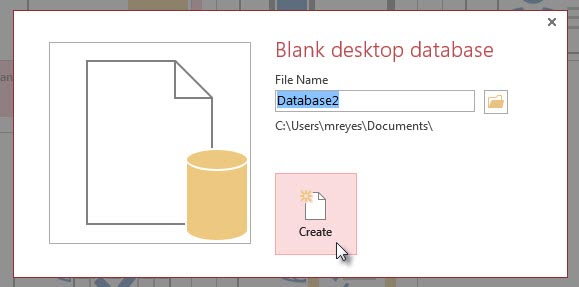 Blank desktop database
File Name
Database2
C:\Users\mreyes\Documents\
Create